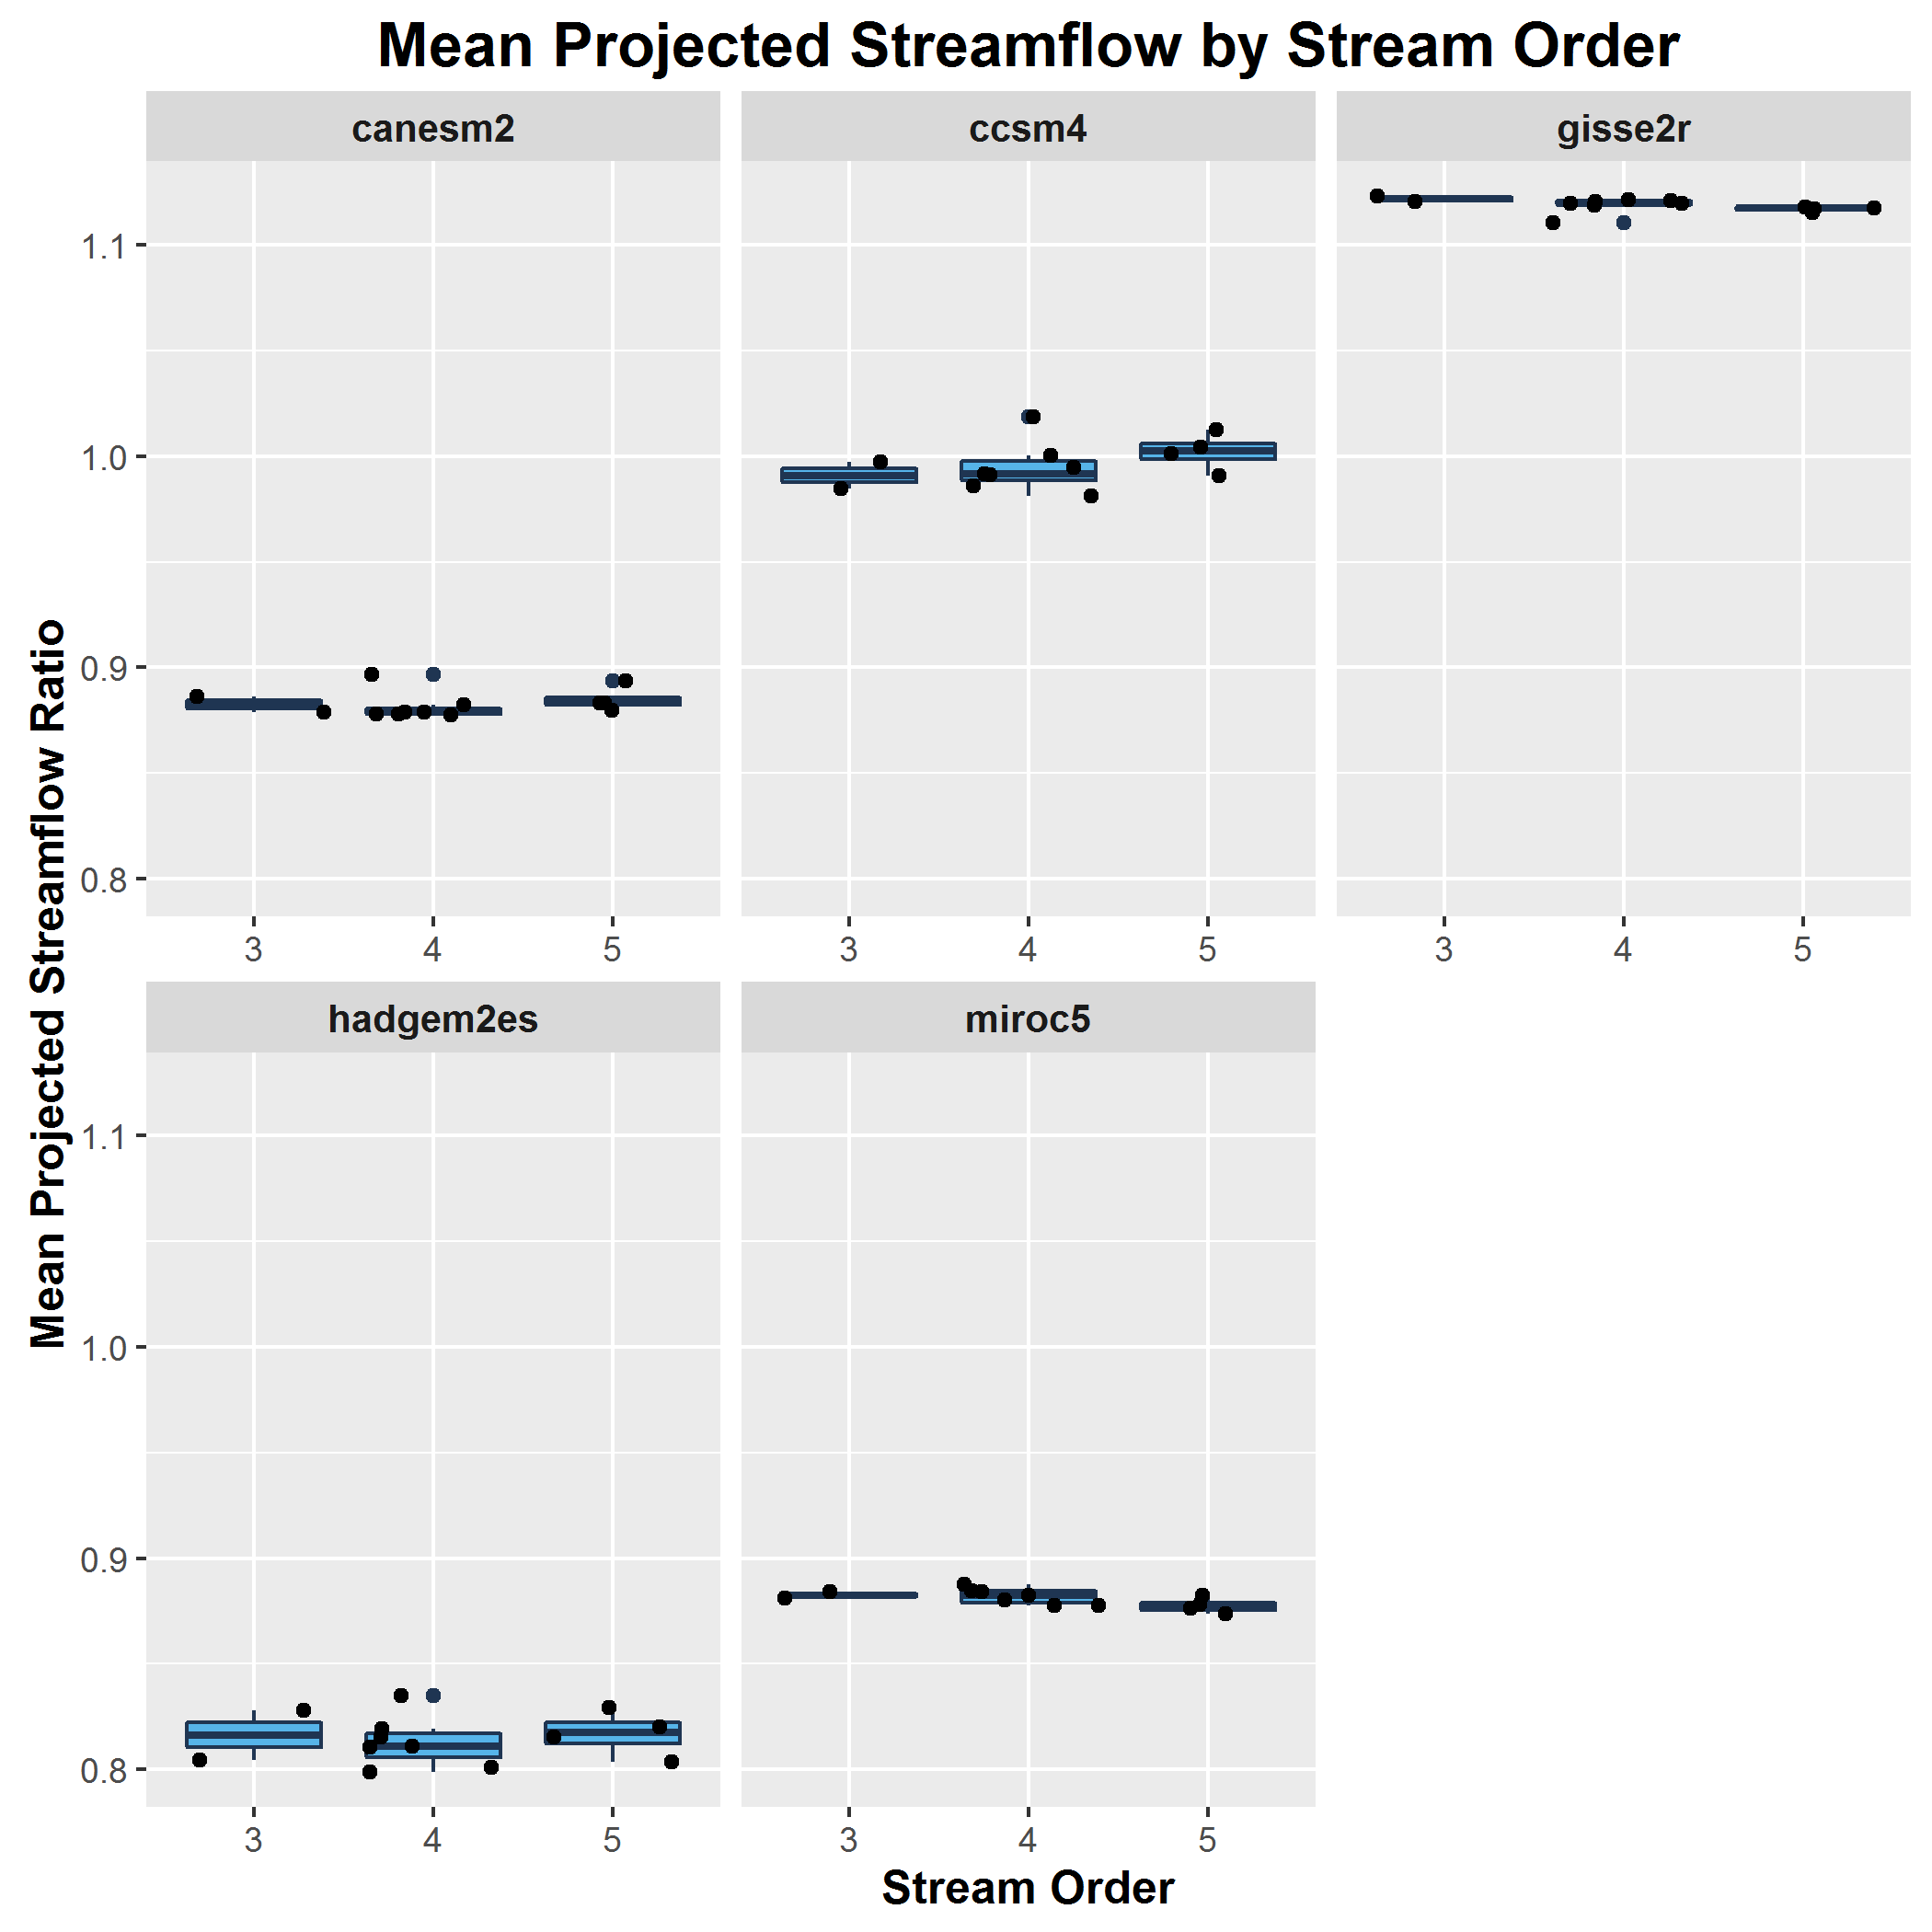 Mean Projected Streamflow by Stream Order
canesm2
ccsm4
gisse2r
1.1
1.0
0.9
0.8
3 4 5
3 4 5
3 4 5
Mean Projected Streamflow Ratio
hadgem2es
miroc5
1.1
1.0
0.9
0.8
3 4 5
3 4 5
Stream Order